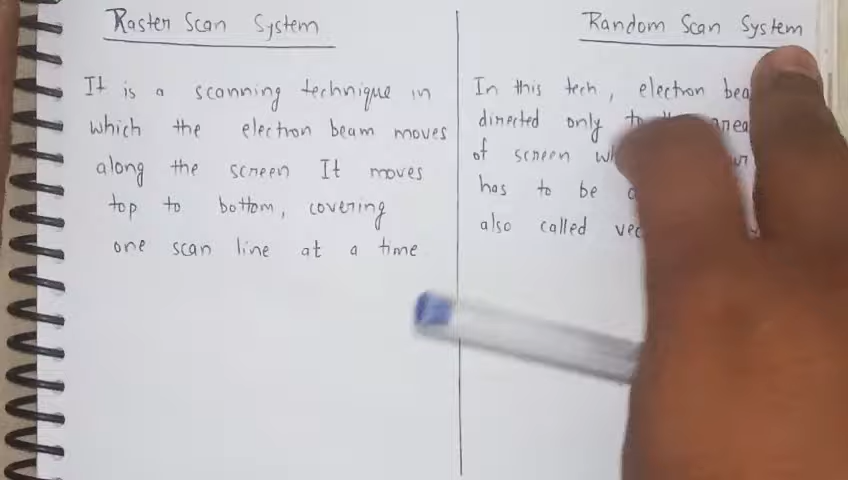 Raster Scan System
It is a scanning technique in
which the electron beam moves
along the screen It moves
top to bottom, covering
one scan line at a time
Random Scan System
In this tech, electron
directed only to
of screen
has to be
also called